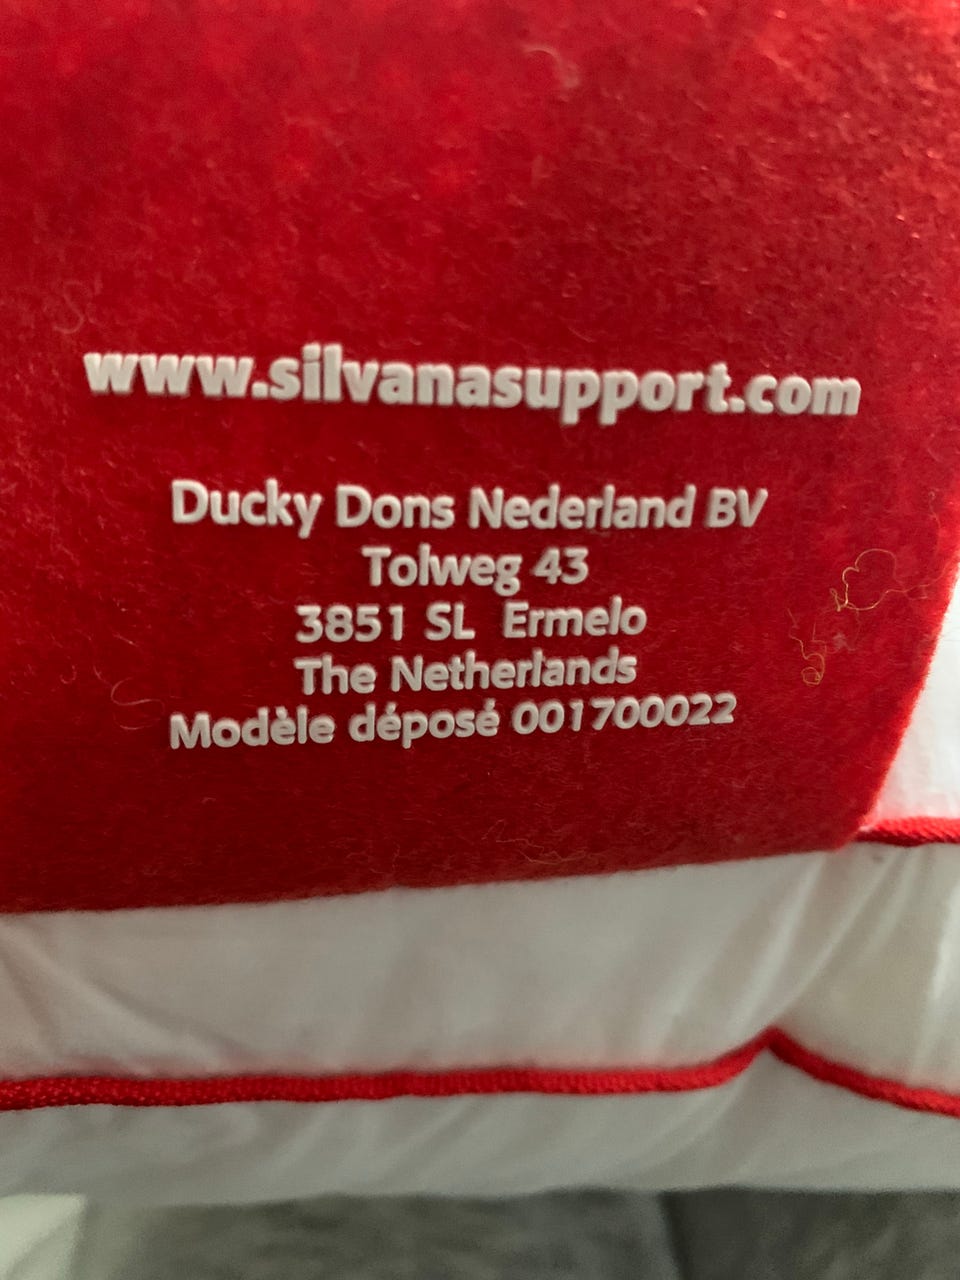 www.silvanasupport.com
Ducky Dons Nederland BV
Tolweg 43
3851 SL Ermelo
The Netherlands
Modèle déposé 001700022